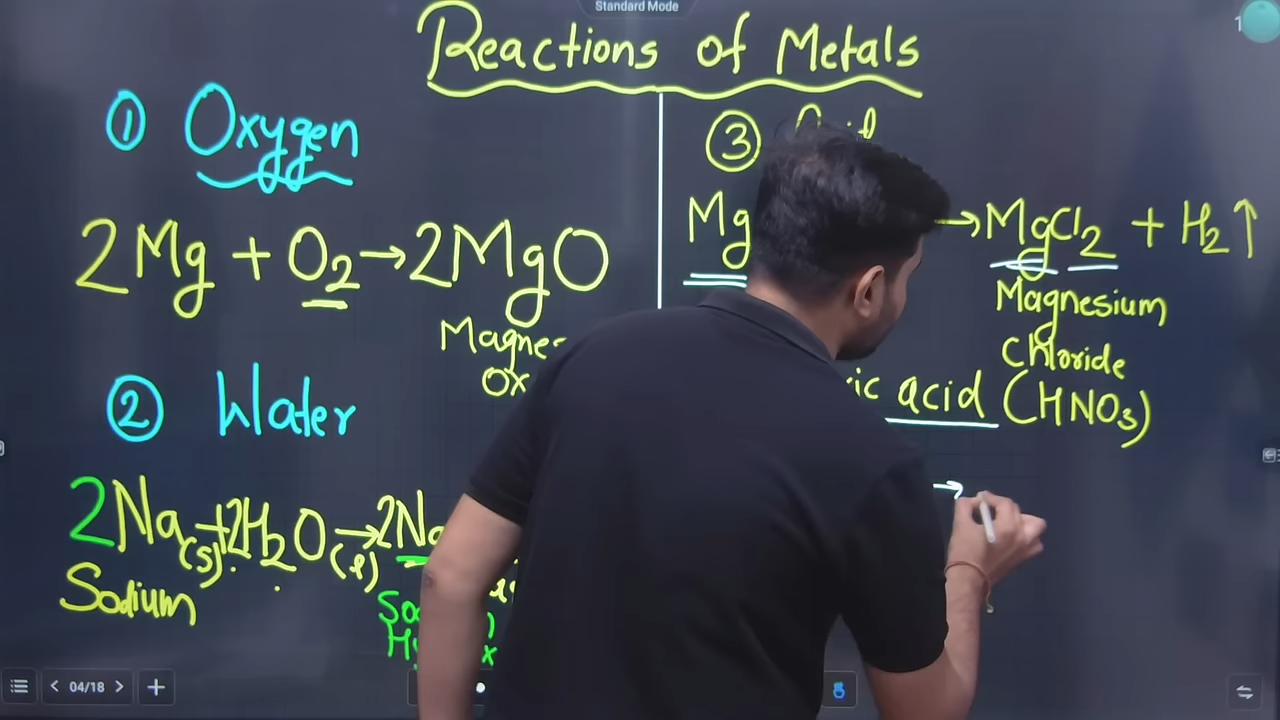 Standard Mode
Reactions of Metals
① Oxygen
2Mg + O₂ → 2MgO
② Water
2Na(s) + 2H₂O(l) → 2Na
Sodium
③
Mg → MgCl₂ + H₂↑
Magnesium
Chloride
acid (HNO₃)
→
04/18